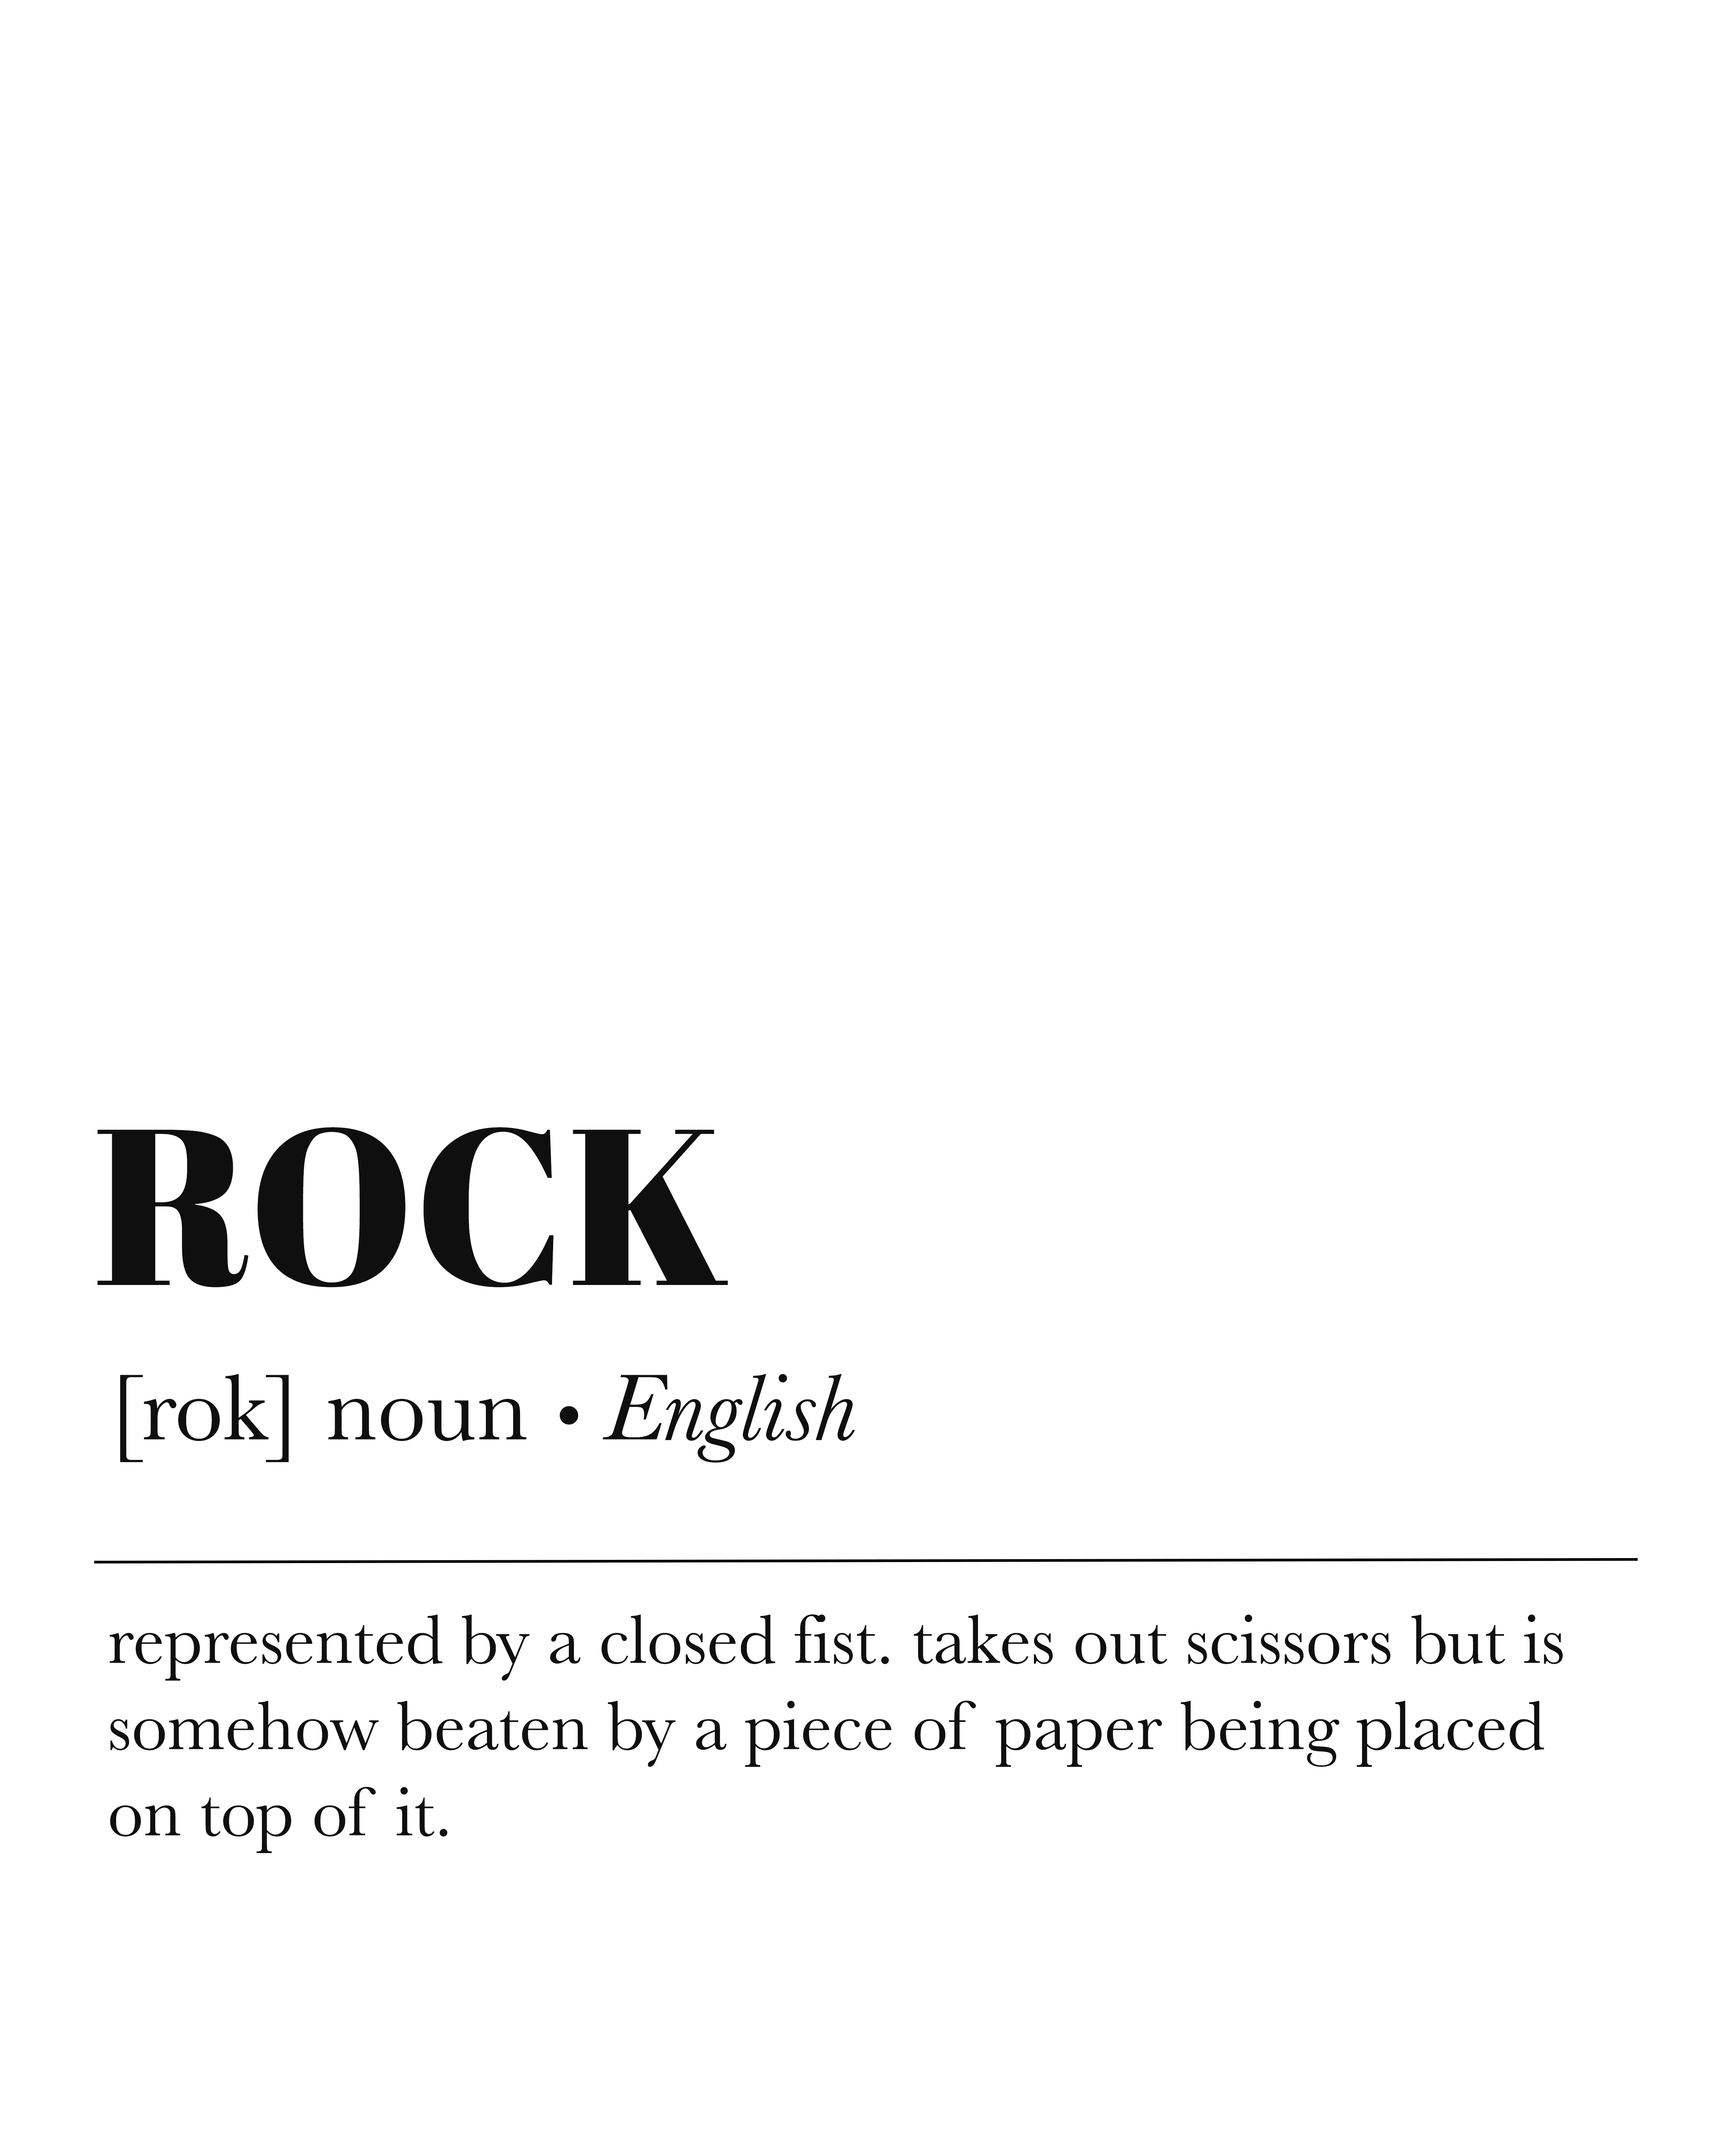 ROCK
[rok] noun • English
represented by a closed fist. takes out scissors but is
somehow beaten by a piece of paper being placed
on top of it.